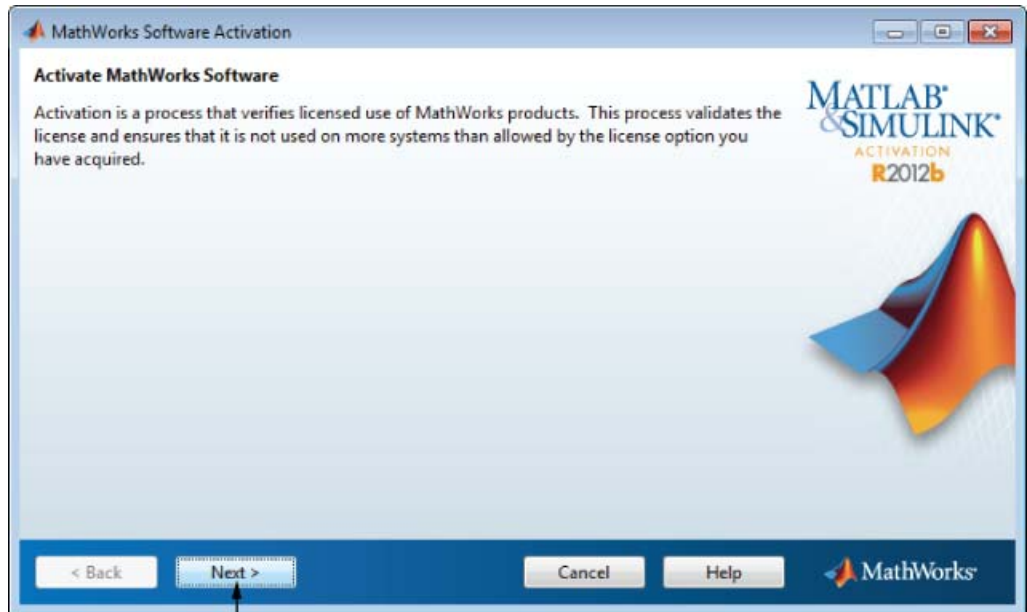 MathWorks Software Activation
Activate MathWorks Software
Activation is a process that verifies licensed use of MathWorks products. This process validates the
license and ensures that it is not used on more systems than allowed by the license option you
have acquired.
MATLAB®
&SIMULINK®
ACTIVATION
R2012b
< Back
Next >
Cancel
Help
MathWorks®